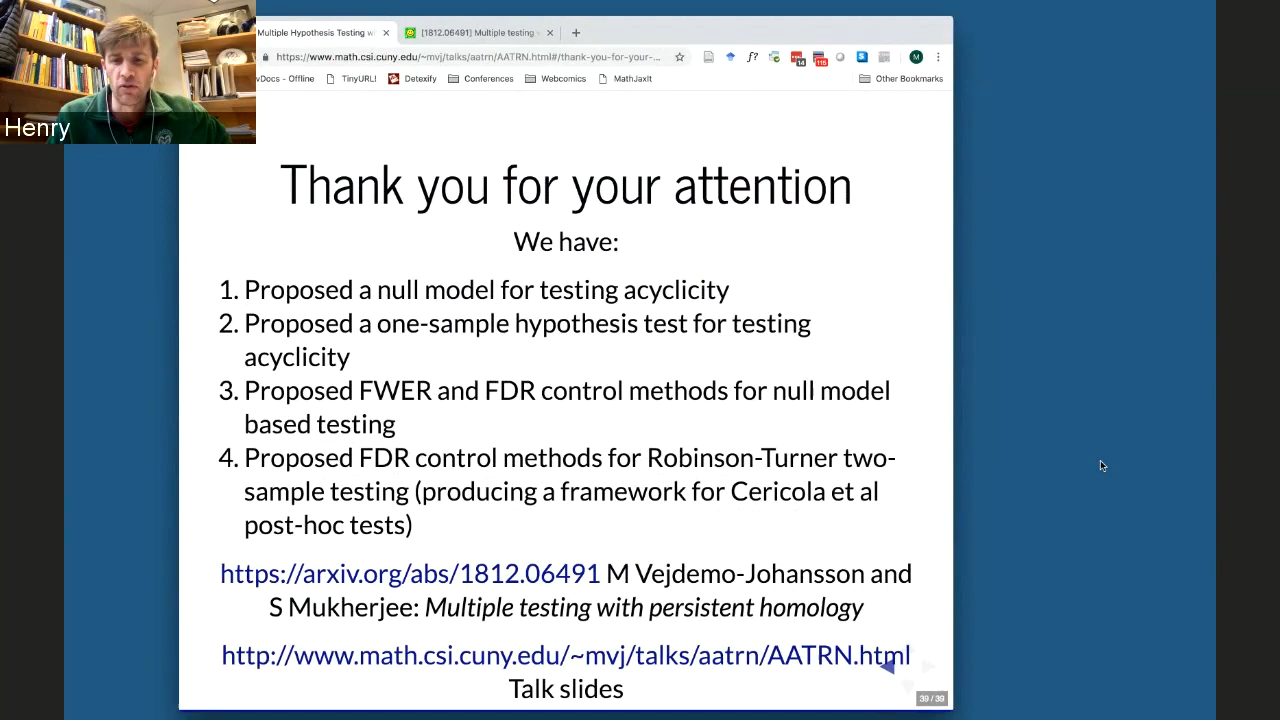 Multiple Hypothesis Testing w
[1812.06491] Multiple testing
https://www.math.csi.cuny.edu/~mvj/talks/aatrn/AATRN.html#/thank-you-for-your-...
f?
14
115
M
vDocs - Offline
TinyURL!
Detexify
Conferences
Webcomics
MathJaxIt
Other Bookmarks
Henry
Thank you for your attention
We have:
1. Proposed a null model for testing acyclicity
2. Proposed a one-sample hypothesis test for testing
acyclicity
3. Proposed FWER and FDR control methods for null model
based testing
4. Proposed FDR control methods for Robinson-Turner two-
sample testing (producing a framework for Cericola et al
post-hoc tests)
https://arxiv.org/abs/1812.06491 M Vejdemo-Johansson and
S Mukherjee: Multiple testing with persistent homology
http://www.math.csi.cuny.edu/~mvj/talks/aatrn/AATRN.html
Talk slides
39 / 39